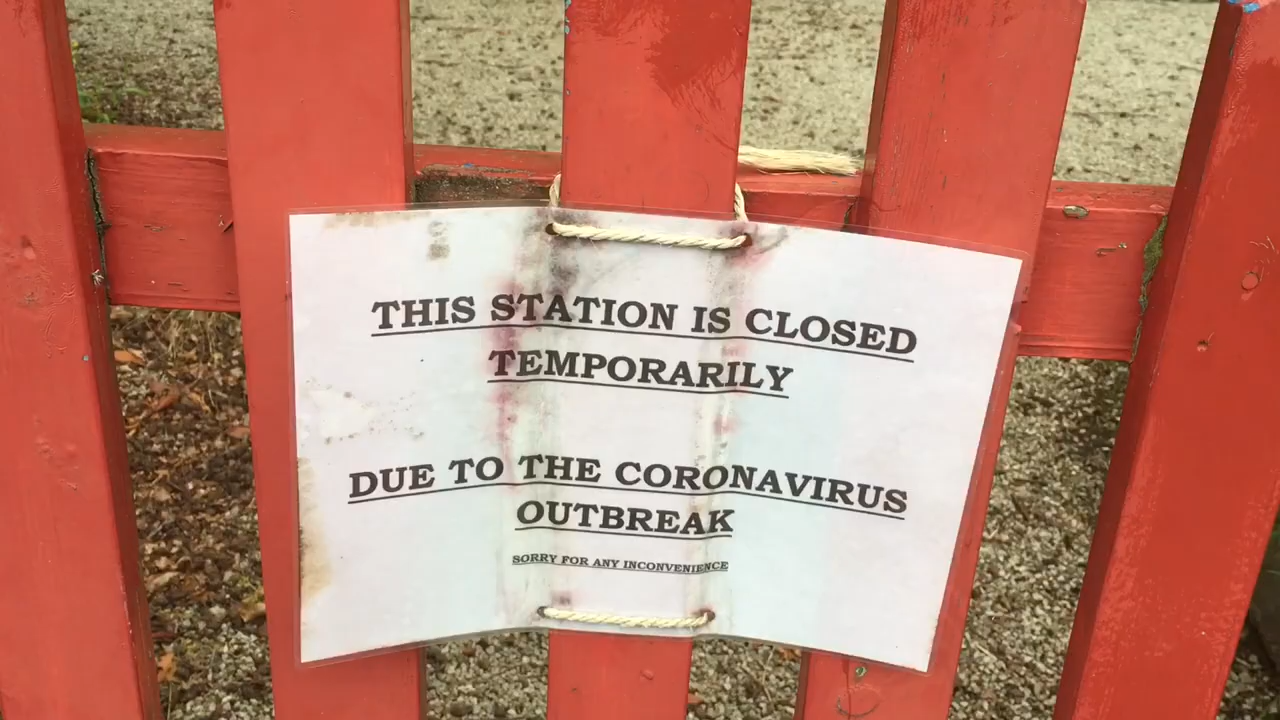 THIS STATION IS CLOSED
TEMPORARILY
DUE TO THE CORONAVIRUS
OUTBREAK
SORRY FOR ANY INCONVENIENCE